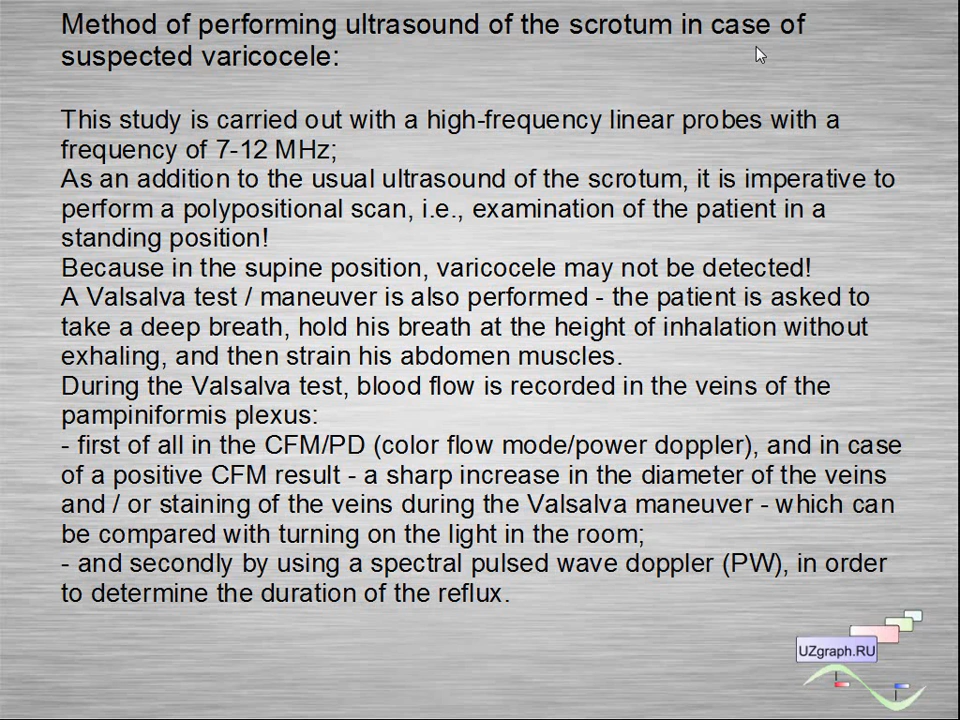 Method of performing ultrasound of the scrotum in case of
suspected varicocele:
This study is carried out with a high-frequency linear probes with a
frequency of 7-12 MHz;
As an addition to the usual ultrasound of the scrotum, it is imperative to
perform a polypositional scan, i.e., examination of the patient in a
standing position!
Because in the supine position, varicocele may not be detected!
A Valsalva test / maneuver is also performed - the patient is asked to
take a deep breath, hold his breath at the height of inhalation without
exhaling, and then strain his abdomen muscles.
During the Valsalva test, blood flow is recorded in the veins of the
pampiniformis plexus:
- first of all in the CFM/PD (color flow mode/power doppler), and in case
of a positive CFM result - a sharp increase in the diameter of the veins
and / or staining of the veins during the Valsalva maneuver - which can
be compared with turning on the light in the room;
- and secondly by using a spectral pulsed wave doppler (PW), in order
to determine the duration of the reflux.
UZgraph.RU